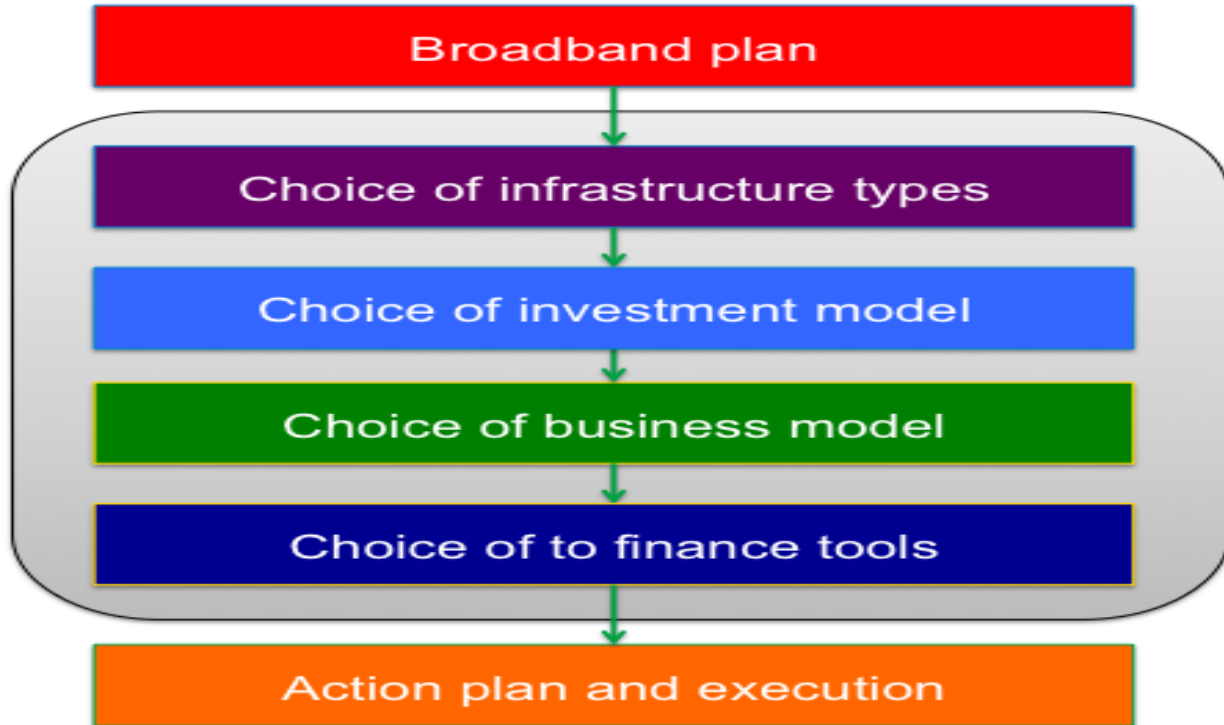 Broadband plan
Choice of infrastructure types
Choice of investment model
Choice of business model
Choice of to finance tools
Action plan and execution